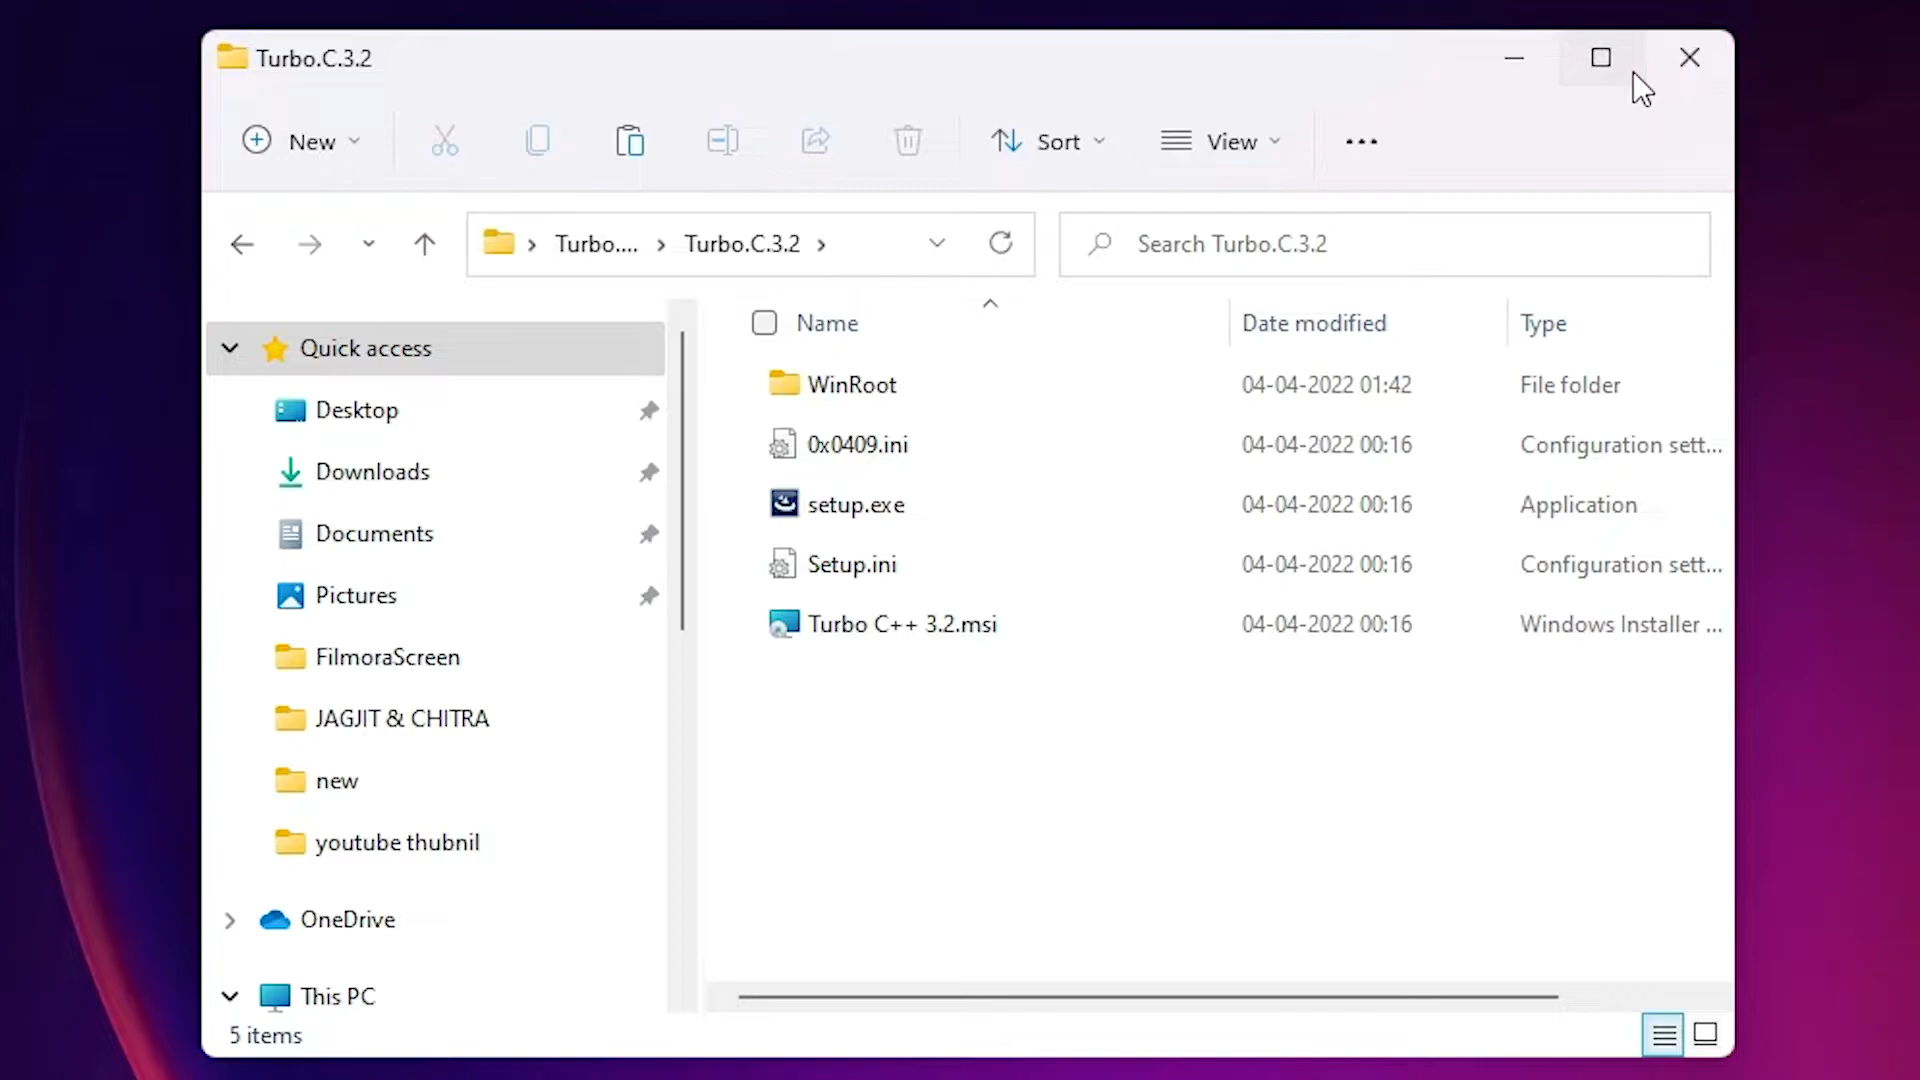 Turbo.C.3.2
New
Sort
View
Turbo.... Turbo.C.3.2
Search Turbo.C.3.2
Quick access
Desktop
Downloads
Documents
Pictures
FilmoraScreen
JAGJIT & CHITRA
new
youtube thubnil
OneDrive
This PC
Name Date modified Type
WinRoot 04-04-2022 01:42 File folder
0x0409.ini 04-04-2022 00:16 Configuration sett...
setup.exe 04-04-2022 00:16 Application
Setup.ini 04-04-2022 00:16 Configuration sett...
Turbo C++ 3.2.msi 04-04-2022 00:16 Windows Installer ...
5 items